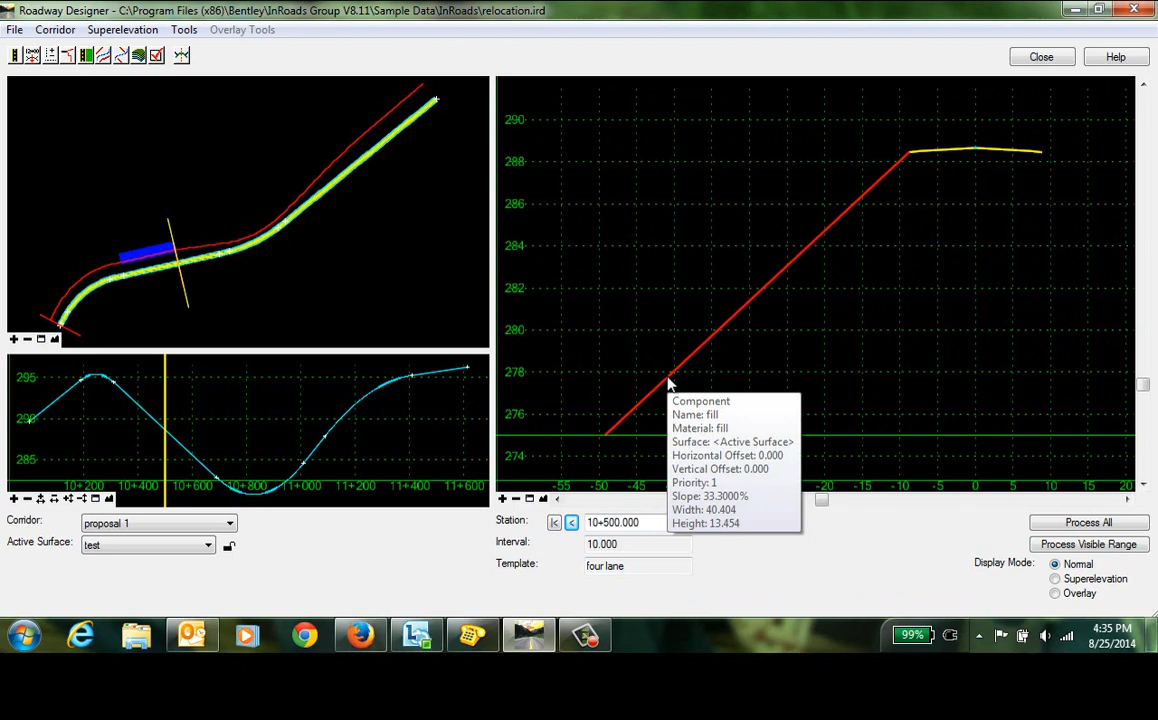 Roadway Designer - C:\Program Files (x86)\Bentley\InRoads Group V8.11\Sample Data\InRoads\relocation.ird
File Corridor Superelevation Tools Overlay Tools
Close Help
290
288
286
284
282
280
278
276
274
-55 -50 -45 -20 -15 -10 -5 0 5 10 15 20
295
290
285
10+200 10+400 10+600 10+800 11+000 11+200 11+400 11+600
Component
Name: fill
Material: fill
Surface: <Active Surface>
Horizontal Offset: 0.000
Vertical Offset: 0.000
Priority: 1
Slope: 33.3000%
Width: 40.404
Height: 13.454
Corridor: proposal 1
Active Surface: test
Station: 10+500.000
Interval: 10.000
Template: four lane
Process All
Process Visible Range
Display Mode: Normal
Superelevation
Overlay
99%
4:35 PM
8/25/2014